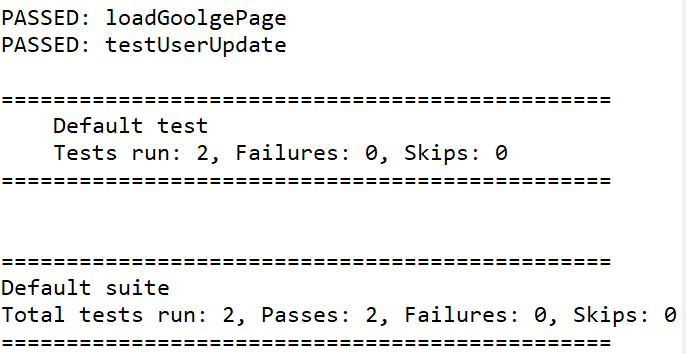 PASSED: loadGoolgePage
PASSED: testUserUpdate
===============================================
Default test
Tests run: 2, Failures: 0, Skips: 0
===============================================
===============================================
Default suite
Total tests run: 2, Passes: 2, Failures: 0, Skips: 0
===============================================